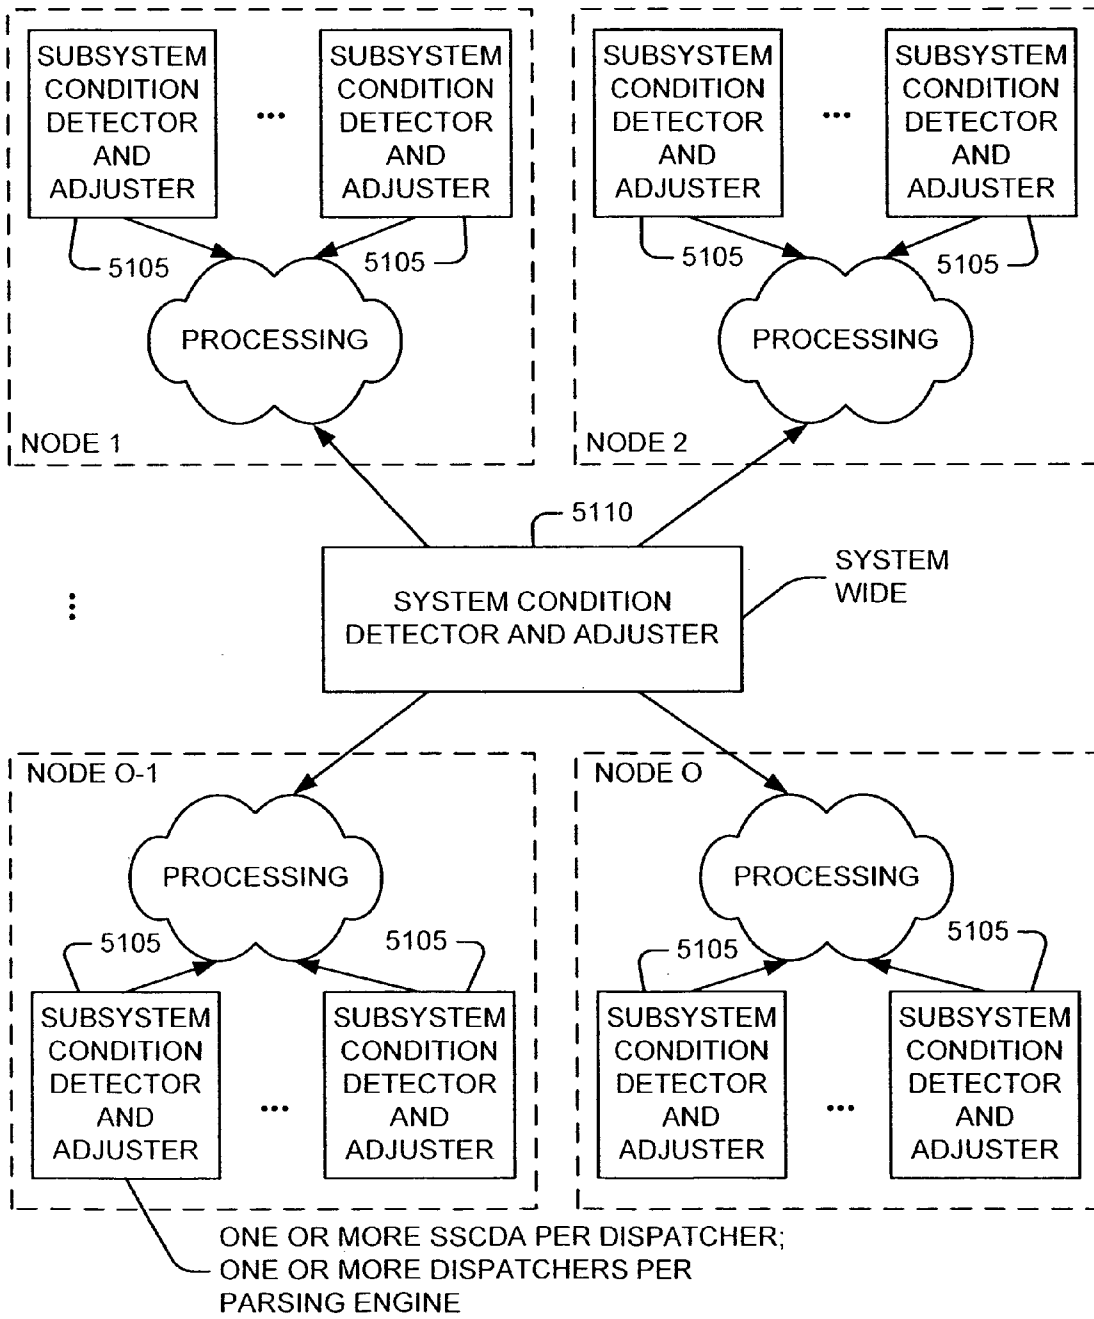 SUBSYSTEM
CONDITION
DETECTOR
AND
ADJUSTER
...
SUBSYSTEM
CONDITION
DETECTOR
AND
ADJUSTER
5105
5105
PROCESSING
NODE 1
SUBSYSTEM
CONDITION
DETECTOR
AND
ADJUSTER
...
SUBSYSTEM
CONDITION
DETECTOR
AND
ADJUSTER
5105
5105
PROCESSING
NODE 2
5110
SYSTEM CONDITION
DETECTOR AND ADJUSTER
SYSTEM
WIDE
...
NODE O-1
PROCESSING
5105
5105
SUBSYSTEM
CONDITION
DETECTOR
AND
ADJUSTER
...
SUBSYSTEM
CONDITION
DETECTOR
AND
ADJUSTER
NODE O
PROCESSING
5105
5105
SUBSYSTEM
CONDITION
DETECTOR
AND
ADJUSTER
...
SUBSYSTEM
CONDITION
DETECTOR
AND
ADJUSTER
ONE OR MORE SSCDA PER DISPATCHER;
ONE OR MORE DISPATCHERS PER
PARSING ENGINE